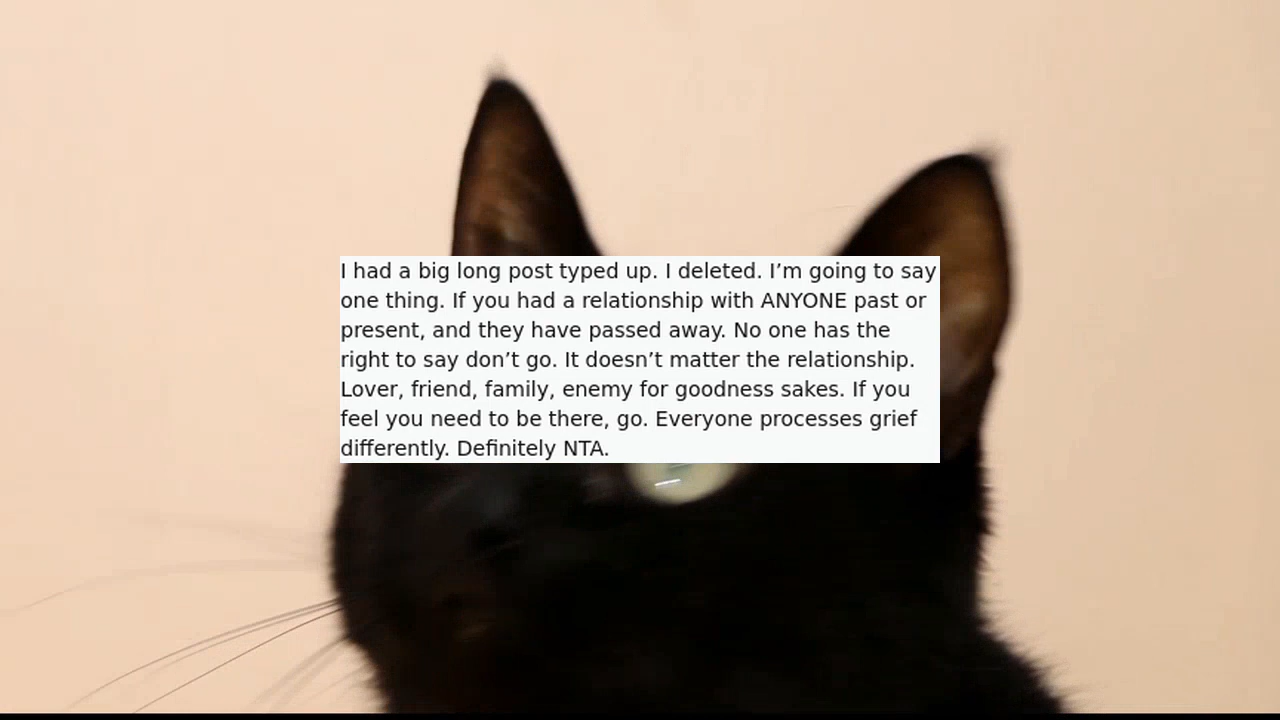 I had a big long post typed up. I deleted. I’m going to say
one thing. If you had a relationship with ANYONE past or
present, and they have passed away. No one has the
right to say don’t go. It doesn’t matter the relationship.
Lover, friend, family, enemy for goodness sakes. If you
feel you need to be there, go. Everyone processes grief
differently. Definitely NTA.